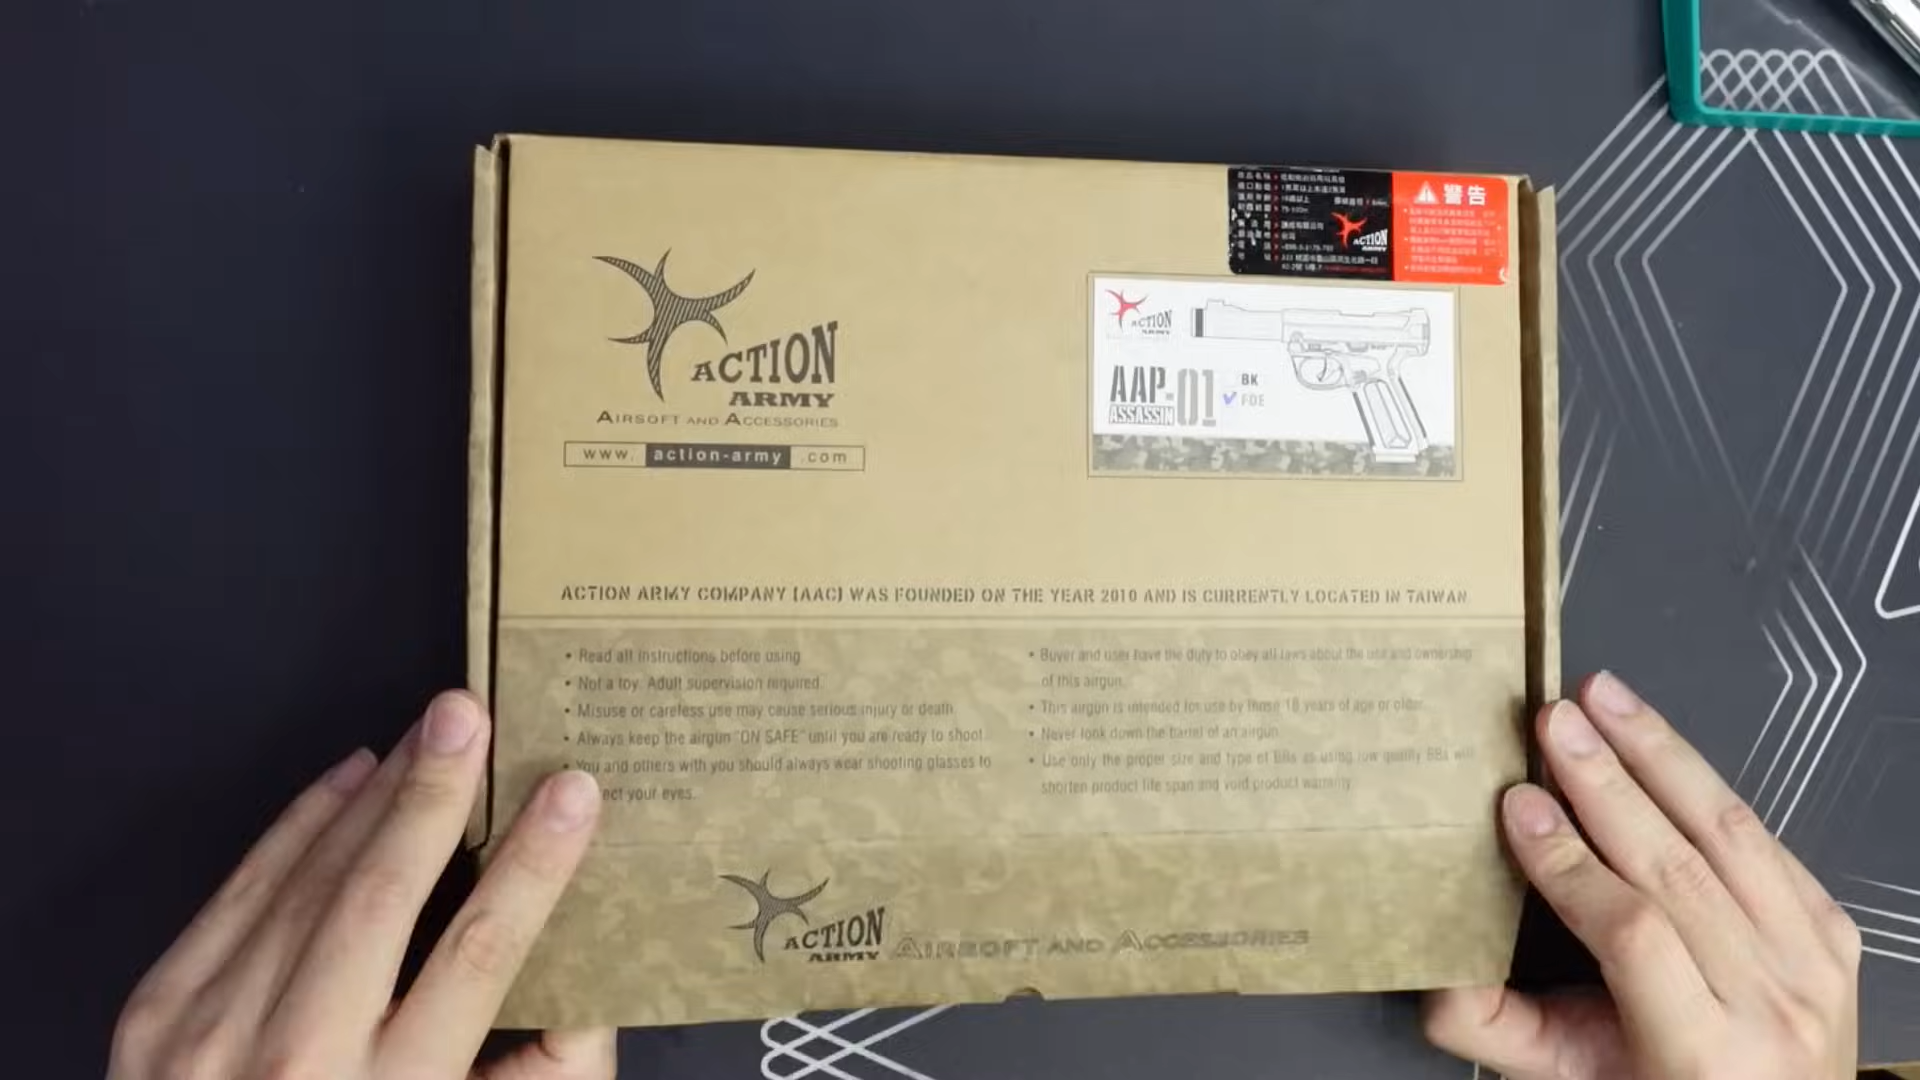 警告
ACTION
ARMY
ACTION
ARMY
AIRSOFT AND ACCESSORIES
www. action-army .com
ACTION
ARMY
AAP-01
ASSASSIN
BK
FDE
ACTION ARMY COMPANY (AAC) WAS FOUNDED ON THE YEAR 2010 AND IS CURRENTLY LOCATED IN TAIWAN
• Read all instructions before using
• Not a toy. Adult supervision required.
• Misuse or careless use may cause serious injury or death.
• Always keep the airgun "ON SAFE" until you are ready to shoot.
• You and others with you should always wear shooting glasses to
ect your eyes.
• Buyer and user have the duty to obey all laws about the use and ownership
of this airgun.
• This airgun is intended for use by those 18 years of age or older.
• Never look down the barrel of an airgun.
• Use only the proper size and type of BBs as using low quality BBs will
shorten product life span and void product warranty.
ACTION
ARMY
AIRSOFT AND ACCESSORIES